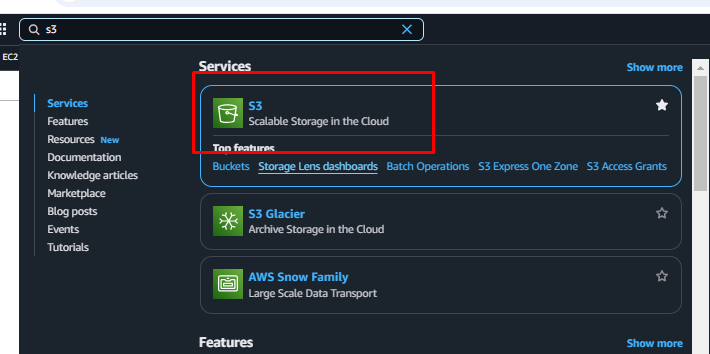 s3
EC2
Services
Show more
Services
Features
Resources New
Documentation
Knowledge articles
Marketplace
Blog posts
Events
Tutorials
S3
Scalable Storage in the Cloud
Top features
Buckets Storage Lens dashboards Batch Operations S3 Express One Zone S3 Access Grants
S3 Glacier
Archive Storage in the Cloud
AWS Snow Family
Large Scale Data Transport
Features
Show more